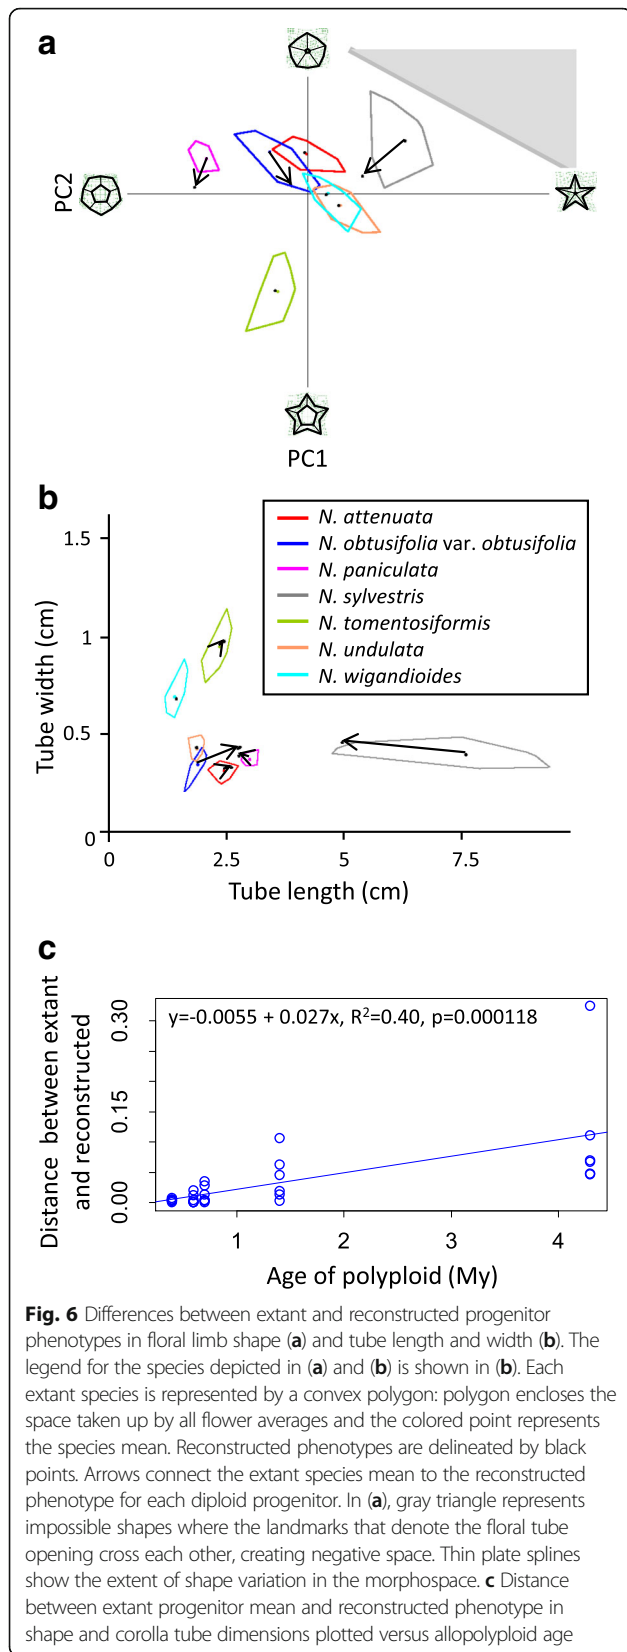 a
PC2
PC1
b
N. attenuata
N. obtusifolia var. obtusifolia
N. paniculata
N. sylvestris
N. tomentosiformis
N. undulata
N. wigandioides
Tube width (cm)
1.5
1
0.5
0
0
2.5
5
7.5
Tube length (cm)
c
Distance between extant
and reconstructed
y=-0.0055 + 0.027x, R²=0.40, p=0.000118
0.30
0.15
0.00
1
2
3
4
Age of polyploid (My)
Fig. 6 Differences between extant and reconstructed progenitor
phenotypes in floral limb shape (a) and tube length and width (b). The
legend for the species depicted in (a) and (b) is shown in (b). Each
extant species is represented by a convex polygon: polygon encloses the
space taken up by all flower averages and the colored point represents
the species mean. Reconstructed phenotypes are delineated by black
points. Arrows connect the extant species mean to the reconstructed
phenotype for each diploid progenitor. In (a), gray triangle represents
impossible shapes where the landmarks that denote the floral tube
opening cross each other, creating negative space. Thin plate splines
show the extent of shape variation in the morphospace. c Distance
between extant progenitor mean and reconstructed phenotype in
shape and corolla tube dimensions plotted versus allopolyploid age